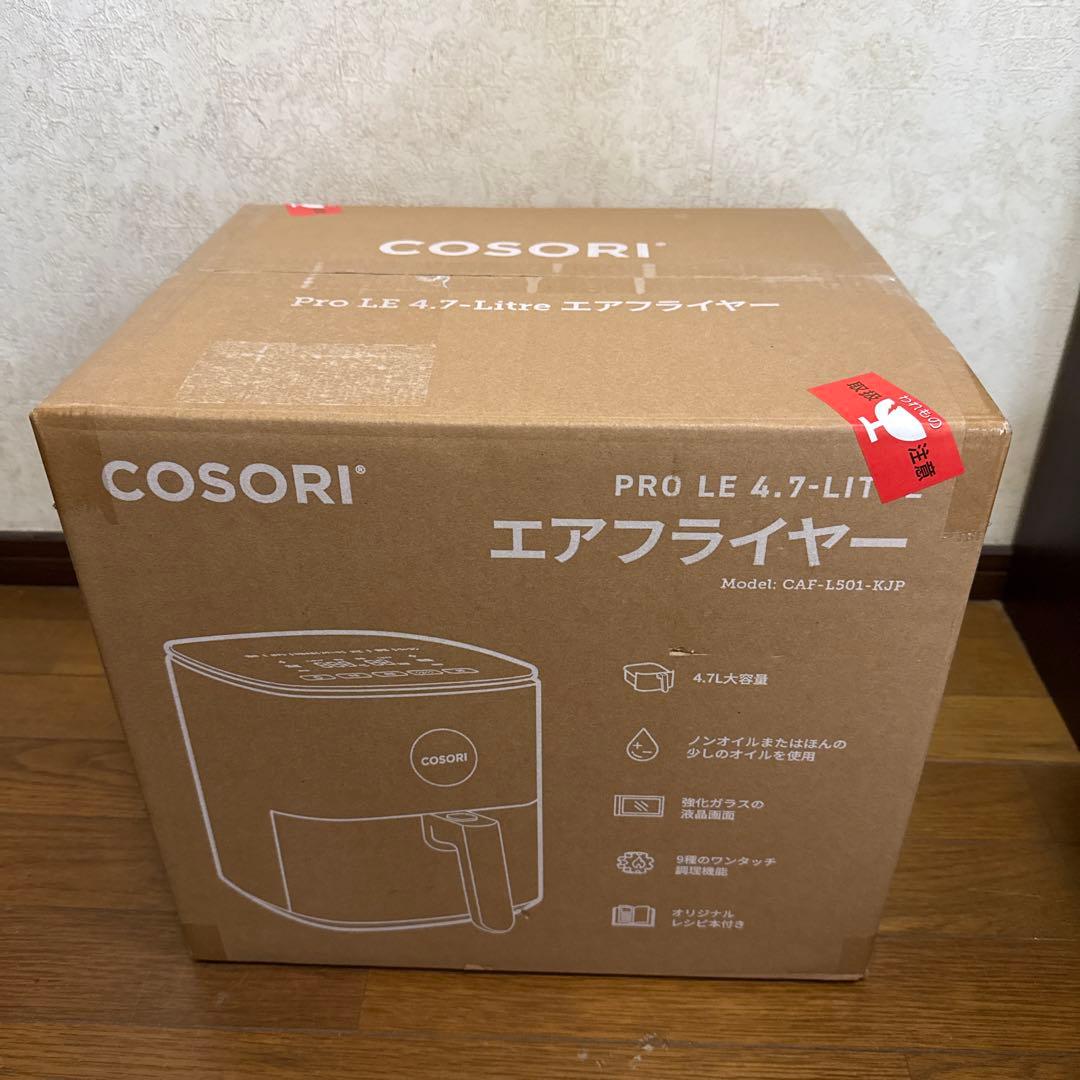 COSORI
Pro LE 4.7-Litre エアフライヤー
われもの
取扱
注意
COSORI®
PRO LE 4.7-LIT
エアフライヤー
Model: CAF-L501-KJP
4.7L大容量
ノンオイルまたはほんの
少しのオイルを使用
強化ガラスの
液晶画面
9種のワンタッチ
調理機能
オリジナル
レシピ本付き
COSORI